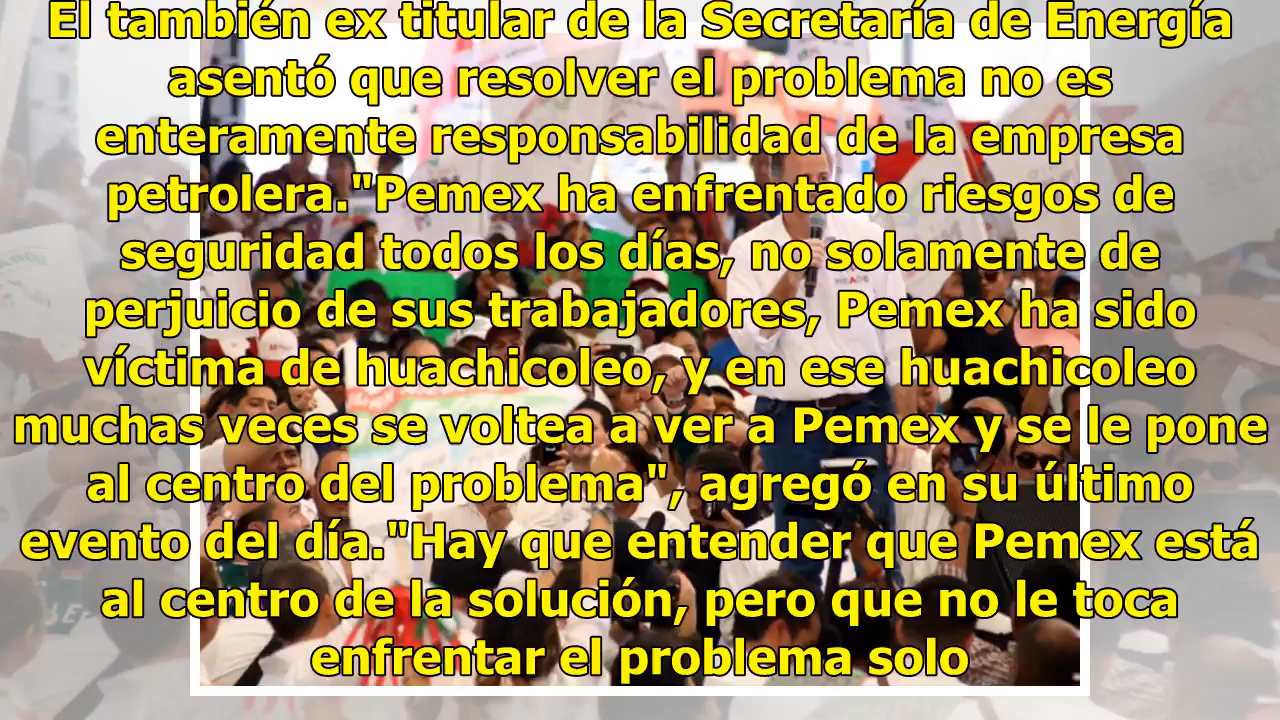 El también ex titular de la Secretaría de Energía
asentó que resolver el problema no es
enteramente responsabilidad de la empresa
petrolera."Pemex ha enfrentado riesgos de
seguridad todos los días, no solamente de
perjuicio de sus trabajadores, Pemex ha sido
víctima de huachicoleo, y en ese huachicoleo
muchas veces se voltea a ver a Pemex y se le pone
al centro del problema", agregó en su último
evento del día."Hay que entender que Pemex está
al centro de la solución, pero que no le toca
enfrentar el problema solo